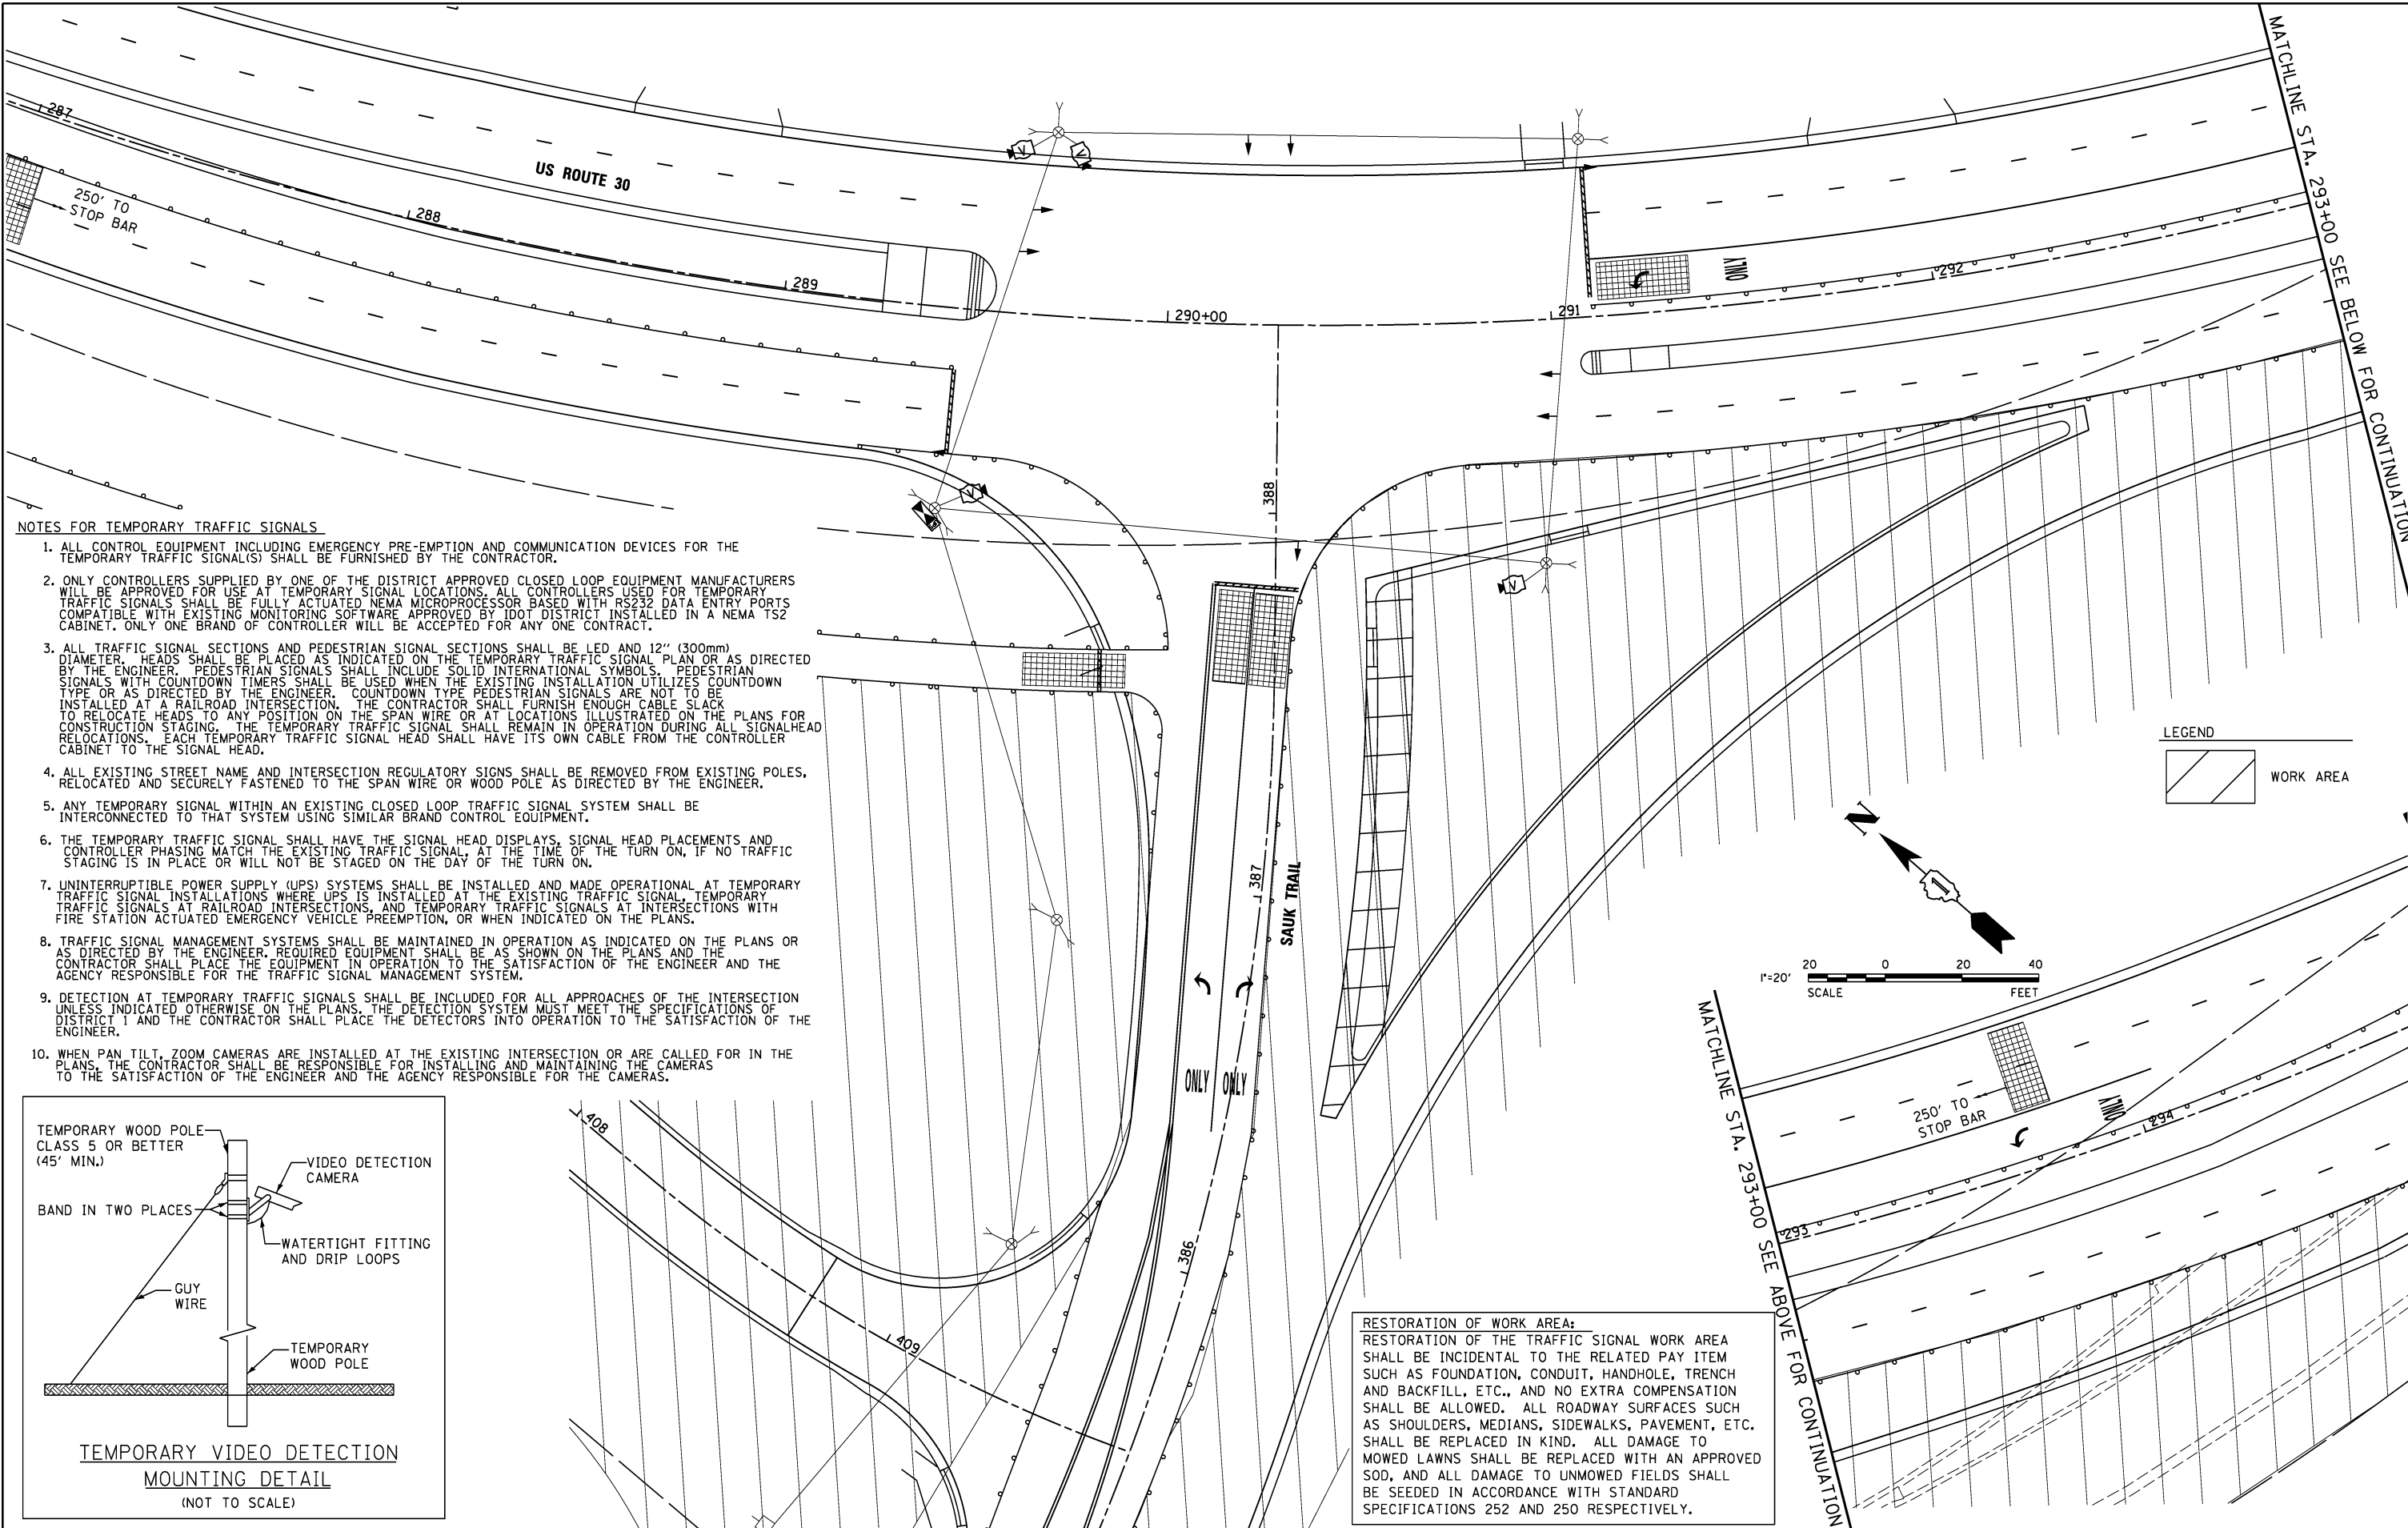 MATCHLINE STA. 293+00 SEE BELOW FOR CONTINUATION
287
US ROUTE 30
250' TO
STOP BAR
288
289
290+00
291
292
ONLY
V
V
V
V
388
NOTES FOR TEMPORARY TRAFFIC SIGNALS
1. ALL CONTROL EQUIPMENT INCLUDING EMERGENCY PRE-EMPTION AND COMMUNICATION DEVICES FOR THE
TEMPORARY TRAFFIC SIGNAL(S) SHALL BE FURNISHED BY THE CONTRACTOR.
2. ONLY CONTROLLERS SUPPLIED BY ONE OF THE DISTRICT APPROVED CLOSED LOOP EQUIPMENT MANUFACTURERS
WILL BE APPROVED FOR USE AT TEMPORARY SIGNAL LOCATIONS. ALL CONTROLLERS USED FOR TEMPORARY
TRAFFIC SIGNALS SHALL BE FULLY ACTUATED NEMA MICROPROCESSOR BASED WITH RS232 DATA ENTRY PORTS
COMPATIBLE WITH EXISTING MONITORING SOFTWARE APPROVED BY IDOT DISTRICT INSTALLED IN A NEMA TS2
CABINET. ONLY ONE BRAND OF CONTROLLER WILL BE ACCEPTED FOR ANY ONE CONTRACT.
3. ALL TRAFFIC SIGNAL SECTIONS AND PEDESTRIAN SIGNAL SECTIONS SHALL BE LED AND 12'' (300mm)
DIAMETER. HEADS SHALL BE PLACED AS INDICATED ON THE TEMPORARY TRAFFIC SIGNAL PLAN OR AS DIRECTED
BY THE ENGINEER. PEDESTRIAN SIGNALS SHALL INCLUDE SOLID INTERNATIONAL SYMBOLS. PEDESTRIAN
SIGNALS WITH COUNTDOWN TIMERS SHALL BE USED WHEN THE EXISTING INSTALLATION UTILIZES COUNTDOWN
TYPE OR AS DIRECTED BY THE ENGINEER. COUNTDOWN TYPE PEDESTRIAN SIGNALS ARE NOT TO BE
INSTALLED AT A RAILROAD INTERSECTION. THE CONTRACTOR SHALL FURNISH ENOUGH CABLE SLACK
TO RELOCATE HEADS TO ANY POSITION ON THE SPAN WIRE OR AT LOCATIONS ILLUSTRATED ON THE PLANS FOR
CONSTRUCTION STAGING. THE TEMPORARY TRAFFIC SIGNAL SHALL REMAIN IN OPERATION DURING ALL SIGNALHEAD
RELOCATIONS. EACH TEMPORARY TRAFFIC SIGNAL HEAD SHALL HAVE ITS OWN CABLE FROM THE CONTROLLER
CABINET TO THE SIGNAL HEAD.
4. ALL EXISTING STREET NAME AND INTERSECTION REGULATORY SIGNS SHALL BE REMOVED FROM EXISTING POLES,
RELOCATED AND SECURELY FASTENED TO THE SPAN WIRE OR WOOD POLE AS DIRECTED BY THE ENGINEER.
5. ANY TEMPORARY SIGNAL WITHIN AN EXISTING CLOSED LOOP TRAFFIC SIGNAL SYSTEM SHALL BE
INTERCONNECTED TO THAT SYSTEM USING SIMILAR BRAND CONTROL EQUIPMENT.
6. THE TEMPORARY TRAFFIC SIGNAL SHALL HAVE THE SIGNAL HEAD DISPLAYS, SIGNAL HEAD PLACEMENTS AND
CONTROLLER PHASING MATCH THE EXISTING TRAFFIC SIGNAL, AT THE TIME OF THE TURN ON, IF NO TRAFFIC
STAGING IS IN PLACE OR WILL NOT BE STAGED ON THE DAY OF THE TURN ON.
7. UNINTERRUPTIBLE POWER SUPPLY (UPS) SYSTEMS SHALL BE INSTALLED AND MADE OPERATIONAL AT TEMPORARY
TRAFFIC SIGNAL INSTALLATIONS WHERE UPS IS INSTALLED AT THE EXISTING TRAFFIC SIGNAL, TEMPORARY
TRAFFIC SIGNALS AT RAILROAD INTERSECTIONS, AND TEMPORARY TRAFFIC SIGNALS AT INTERSECTIONS WITH
FIRE STATION ACTUATED EMERGENCY VEHICLE PREEMPTION, OR WHEN INDICATED ON THE PLANS.
8. TRAFFIC SIGNAL MANAGEMENT SYSTEMS SHALL BE MAINTAINED IN OPERATION AS INDICATED ON THE PLANS OR
AS DIRECTED BY THE ENGINEER. REQUIRED EQUIPMENT SHALL BE AS SHOWN ON THE PLANS AND THE
CONTRACTOR SHALL PLACE THE EQUIPMENT IN OPERATION TO THE SATISFACTION OF THE ENGINEER AND THE
AGENCY RESPONSIBLE FOR THE TRAFFIC SIGNAL MANAGEMENT SYSTEM.
9. DETECTION AT TEMPORARY TRAFFIC SIGNALS SHALL BE INCLUDED FOR ALL APPROACHES OF THE INTERSECTION
UNLESS INDICATED OTHERWISE ON THE PLANS. THE DETECTION SYSTEM MUST MEET THE SPECIFICATIONS OF
DISTRICT 1 AND THE CONTRACTOR SHALL PLACE THE DETECTORS INTO OPERATION TO THE SATISFACTION OF THE
ENGINEER.
10. WHEN PAN TILT, ZOOM CAMERAS ARE INSTALLED AT THE EXISTING INTERSECTION OR ARE CALLED FOR IN THE
PLANS, THE CONTRACTOR SHALL BE RESPONSIBLE FOR INSTALLING AND MAINTAINING THE CAMERAS
TO THE SATISFACTION OF THE ENGINEER AND THE AGENCY RESPONSIBLE FOR THE CAMERAS.
LEGEND
WORK AREA
N
1"=20'
20 0 20 40
SCALE FEET
387
SAUK TRAIL
ONLY ONLY
386
408
409
MATCHLINE STA. 293+00 SEE ABOVE FOR CONTINUATION
250' TO
STOP BAR
ONLY
294
293
TEMPORARY WOOD POLE
CLASS 5 OR BETTER
(45' MIN.)
VIDEO DETECTION
CAMERA
BAND IN TWO PLACES
WATERTIGHT FITTING
AND DRIP LOOPS
GUY
WIRE
TEMPORARY
WOOD POLE
TEMPORARY VIDEO DETECTION
MOUNTING DETAIL
(NOT TO SCALE)
RESTORATION OF WORK AREA:
RESTORATION OF THE TRAFFIC SIGNAL WORK AREA
SHALL BE INCIDENTAL TO THE RELATED PAY ITEM
SUCH AS FOUNDATION, CONDUIT, HANDHOLE, TRENCH
AND BACKFILL, ETC., AND NO EXTRA COMPENSATION
SHALL BE ALLOWED. ALL ROADWAY SURFACES SUCH
AS SHOULDERS, MEDIANS, SIDEWALKS, PAVEMENT, ETC.
SHALL BE REPLACED IN KIND. ALL DAMAGE TO
MOWED LAWNS SHALL BE REPLACED WITH AN APPROVED
SOD, AND ALL DAMAGE TO UNMOWED FIELDS SHALL
BE SEEDED IN ACCORDANCE WITH STANDARD
SPECIFICATIONS 252 AND 250 RESPECTIVELY.